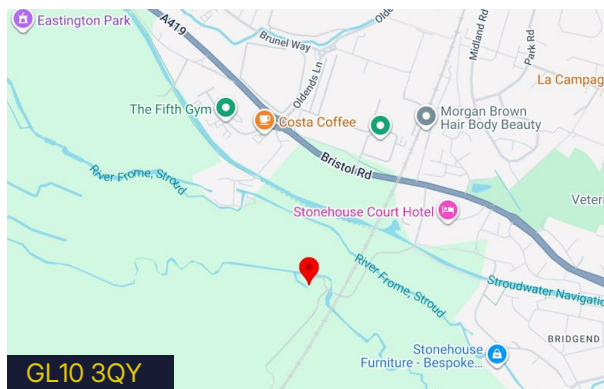 Eastington Park
A419
Brunel Way
Oldends Ln
Midland Rd
Park Rd
La Campag
The Fifth Gym
Costa Coffee
Morgan Brown
Hair Body Beauty
Bristol Rd
River Frome, Stroud
Stonehouse Court Hotel
Veteri
River Frome, Stroud
Stroudwater Navigatio
BRIDGEND
Stonehouse
Furniture - Bespoke...
GL10 3QY